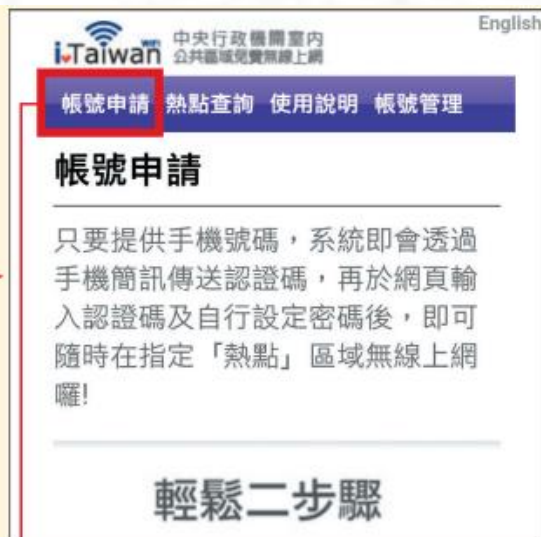 English
i-Taiwan WiFi 中央行政機關室內
公共區域免費無線上網
帳號申請 熱點查詢 使用說明 帳號管理
帳號申請
只要提供手機號碼，系統即會透過
手機簡訊傳送認證碼，再於網頁輸
入認證碼及自行設定密碼後，即可
隨時在指定「熱點」區域無線上網
囉!
輕鬆二步驟